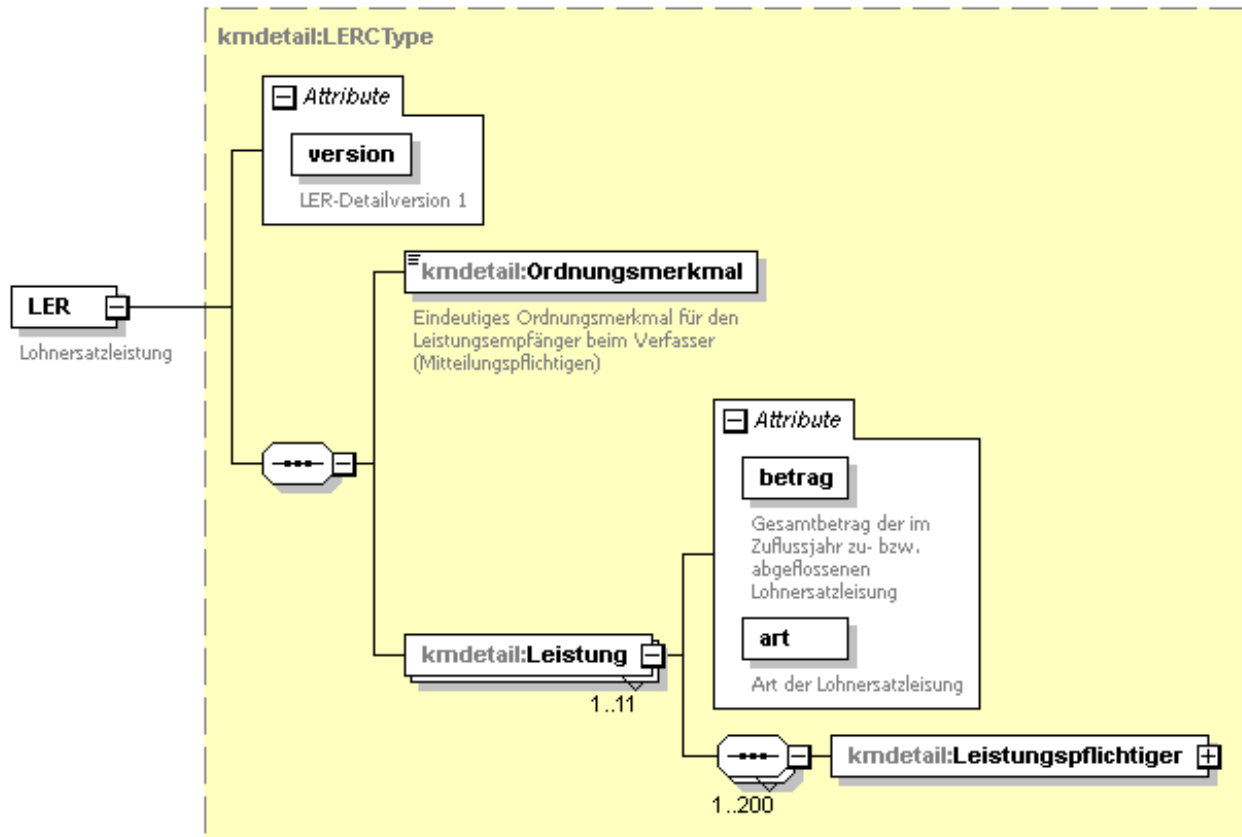 kmdetail:LERCType
Attribute
version
LER-Detailversion 1
kmdetail:Ordnungsmerkmal
Eindeutiges Ordnungsmerkmal für den
Leistungsempfänger beim Verfasser
(Mitteilungspflichtigen)
LER
Lohnersatzleistung
Attribute
betrag
Gesamtbetrag der im
Zuflussjahr zu- bzw.
abgeflossenen
Lohnersatzleisung
art
Art der Lohnersatzleisung
kmdetail:Leistung
1..11
kmdetail:Leistungspflichtiger
1..200